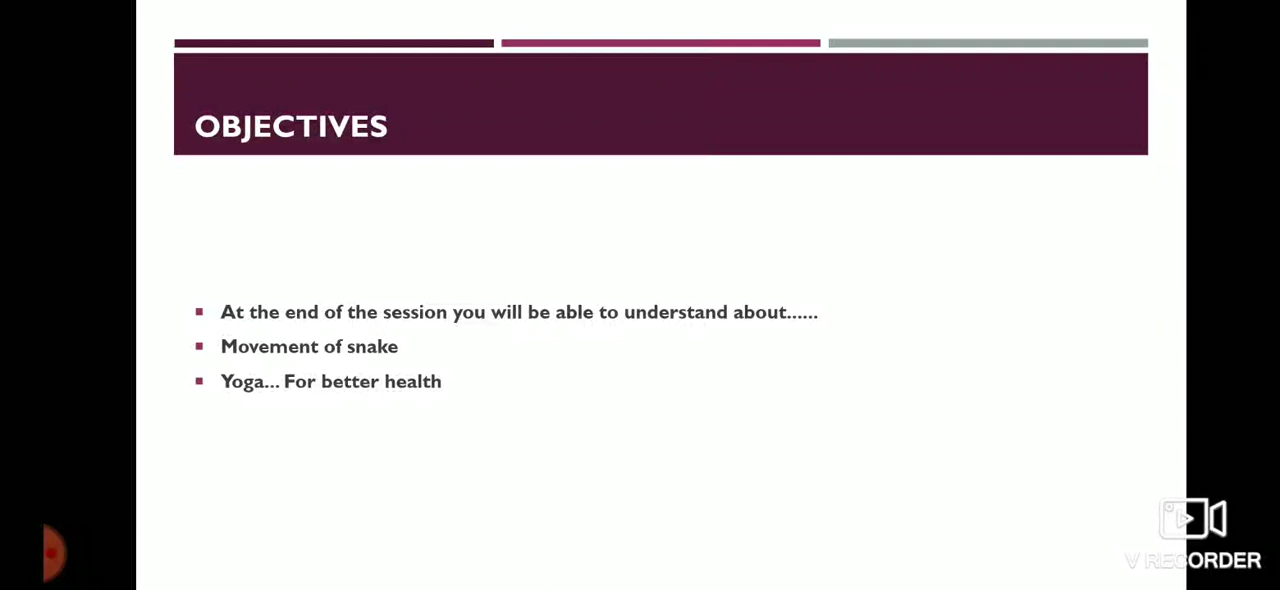 OBJECTIVES
At the end of the session you will be able to understand about......
Movement of snake
Yoga... For better health
V RECORDER